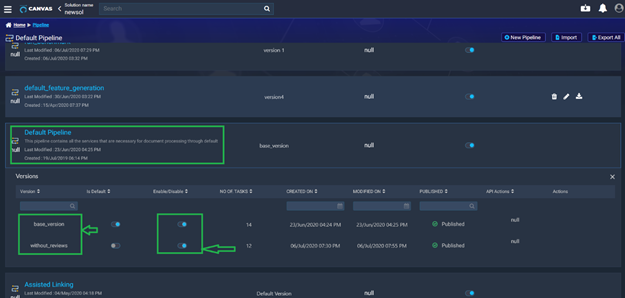 CANVAS
Solution name
newsol
Search
Home Pipeline
Default Pipeline
New Pipeline
Import
Export All
null
Last Modified : 06/Jul/2020 07:25 PM
Created : 06/Jul/2020 03:32 PM
version 1
null
default_feature_generation
Last Modified : 30/Jun/2020 03:22 PM
Created : 10/Apr/2020 07:37 PM
null
version4
null
Default Pipeline
This pipeline contains all the services that are necessary for document processing through default
Last Modified : 23/Jun/2020 04:25 PM
Created : 19/Jul/2019 06:14 PM
null
base_version
null
Versions
Version
Is Default
Enable/Disable
NO OF TASKS
CREATED ON
MODIFIED ON
PUBLISHED
API Actions
Actions
base_version
14
23/Jun/2020 04:24 PM
23/Jun/2020 04:25 PM
Published
null
without_reviews
12
06/Jul/2020 07:50 PM
06/Jul/2020 07:55 PM
Published
null
Assisted Linking
Last Modified : 04/May/2020 04:18 PM
Default Version
null